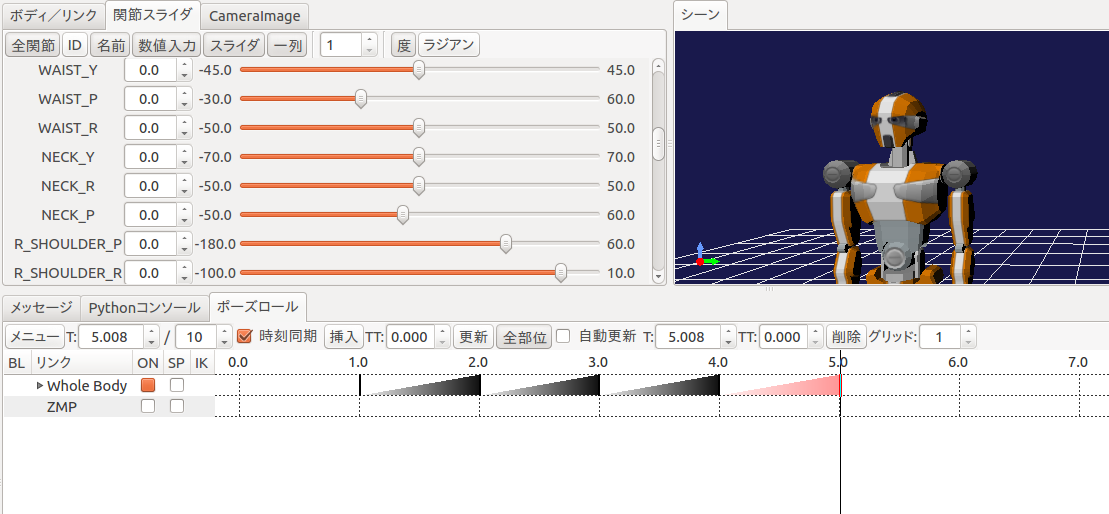 ボディ／リンク 関節スライダ CameraImage シーン
全関節 ID 名前 数値入力 スライダ 一列 1 度 ラジアン
WAIST_Y 0.0 -45.0 45.0
WAIST_P 0.0 -30.0 60.0
WAIST_R 0.0 -50.0 50.0
NECK_Y 0.0 -70.0 70.0
NECK_R 0.0 -50.0 50.0
NECK_P 0.0 -50.0 60.0
R_SHOULDER_P 0.0 -180.0 60.0
R_SHOULDER_R 0.0 -100.0 10.0
メッセージ Pythonコンソール ポーズロール
メニュー T: 5.008 / 10 時刻同期 挿入 TT: 0.000 更新 全部位 自動更新 T: 5.008 TT: 0.000 削除 グリッド: 1
BL リンク ON SP IK 0.0 1.0 2.0 3.0 4.0 5.0 6.0 7.0
Whole Body
ZMP